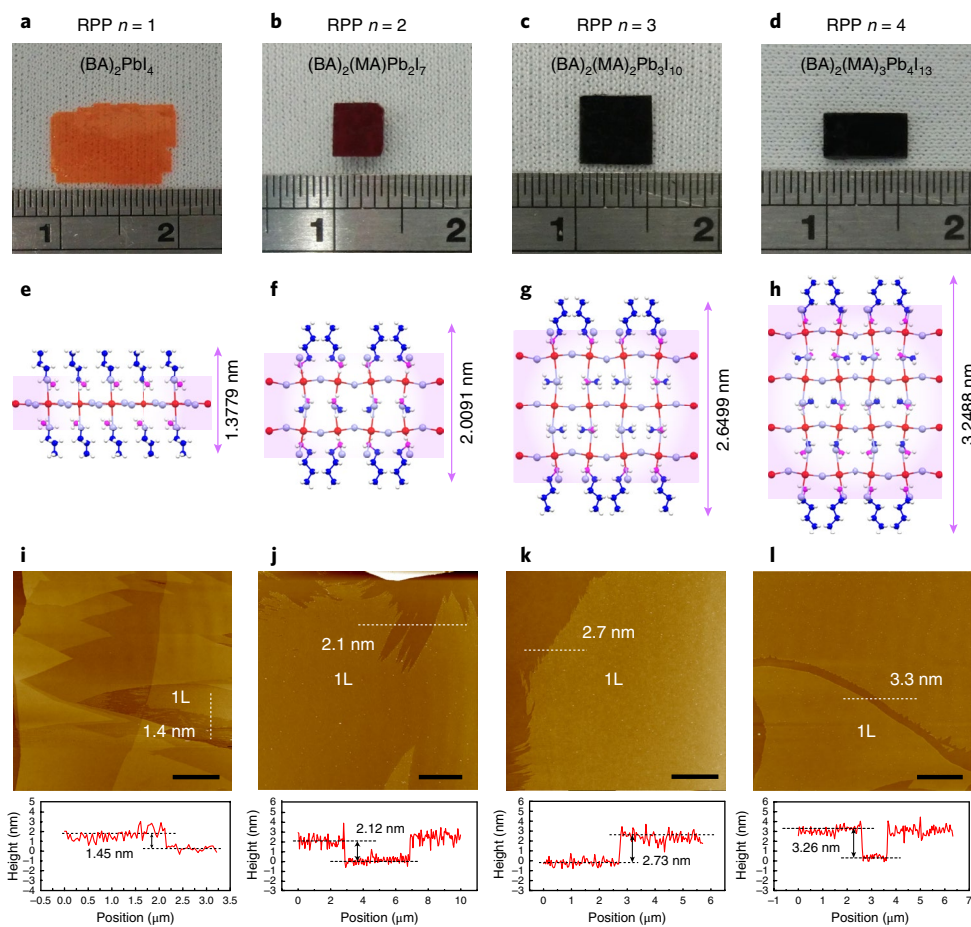 a
RPP n = 1
b
RPP n = 2
c
RPP n = 3
d
RPP n = 4
(BA)₂PbI₄
(BA)₂(MA)Pb₂I₇
(BA)₂(MA)₂Pb₃I₁₀
(BA)₂(MA)₃Pb₄I₁₃
1 2
1 2
1 2
1 2
e
f
g
h
1.3779 nm
2.0091 nm
2.6499 nm
3.2488 nm
i
j
k
l
1L
1.4 nm
2.1 nm
1L
2.7 nm
1L
3.3 nm
1L
Height (nm)
6
5
4
3
2
1
0
−1
−2
−3
1.45 nm
−0.5 0.0 0.5 1.0 1.5 2.0 2.5 3.0 3.5
Position (μm)
Height (nm)
6
5
4
3
2
1
0
−1
−2
−3
2.12 nm
0 2 4 6 8 10
Position (μm)
Height (nm)
6
5
4
3
2
1
0
−1
−2
−3
2.73 nm
0 1 2 3 4 5 6
Position (μm)
Height (nm)
6
5
4
3
2
1
0
−1
−2
−3
3.26 nm
−1 0 1 2 3 4 5 6 7
Position (μm)